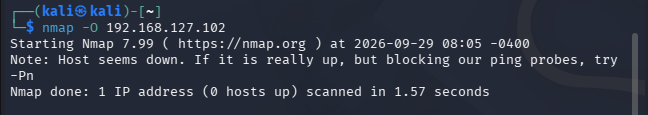 ┌──(kali㉿kali)-[~]
└─$ nmap -O 192.168.127.102
Starting Nmap 7.99 ( https://nmap.org ) at 2026-09-29 08:05 -0400
Note: Host seems down. If it is really up, but blocking our ping probes, try
-Pn
Nmap done: 1 IP address (0 hosts up) scanned in 1.57 seconds